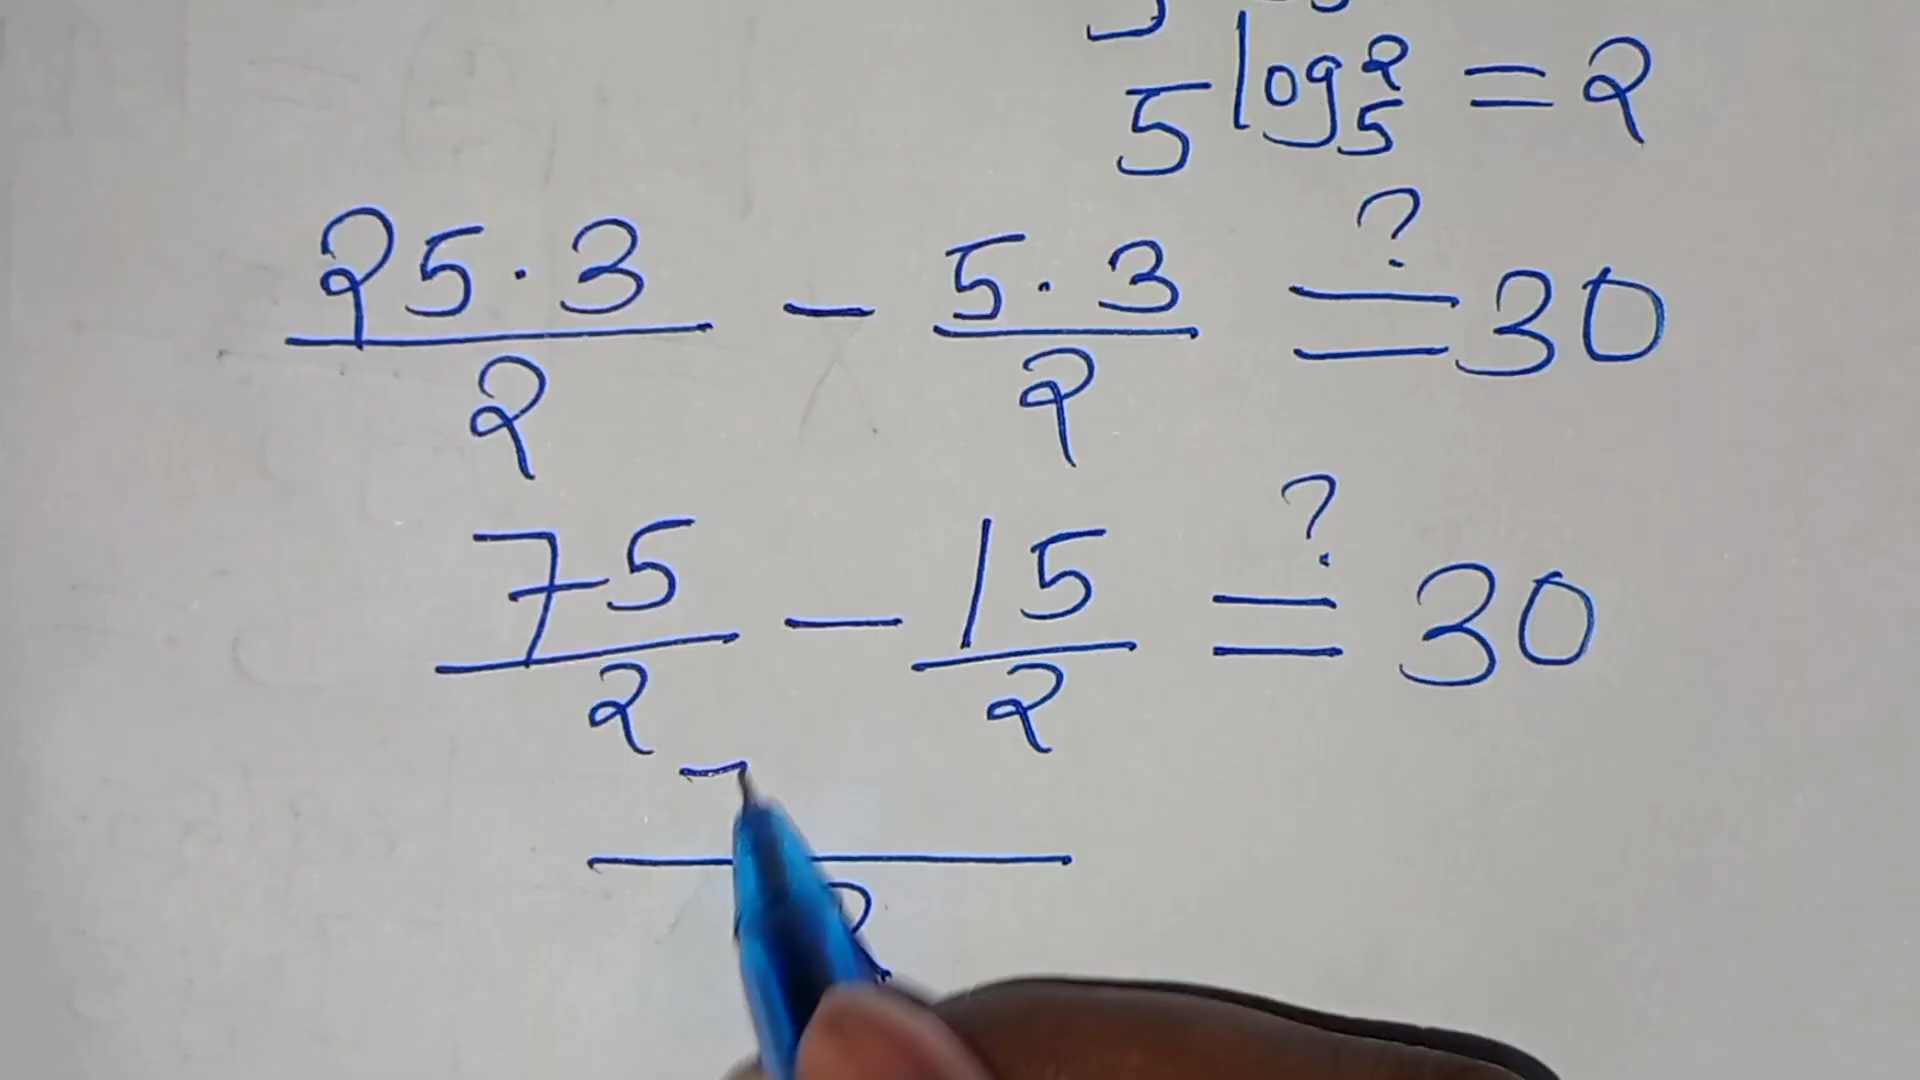 5^log_5 2 = 2
25·3/2 − 5·3/2 ≟ 30
75/2 − 15/2 ≟ 30